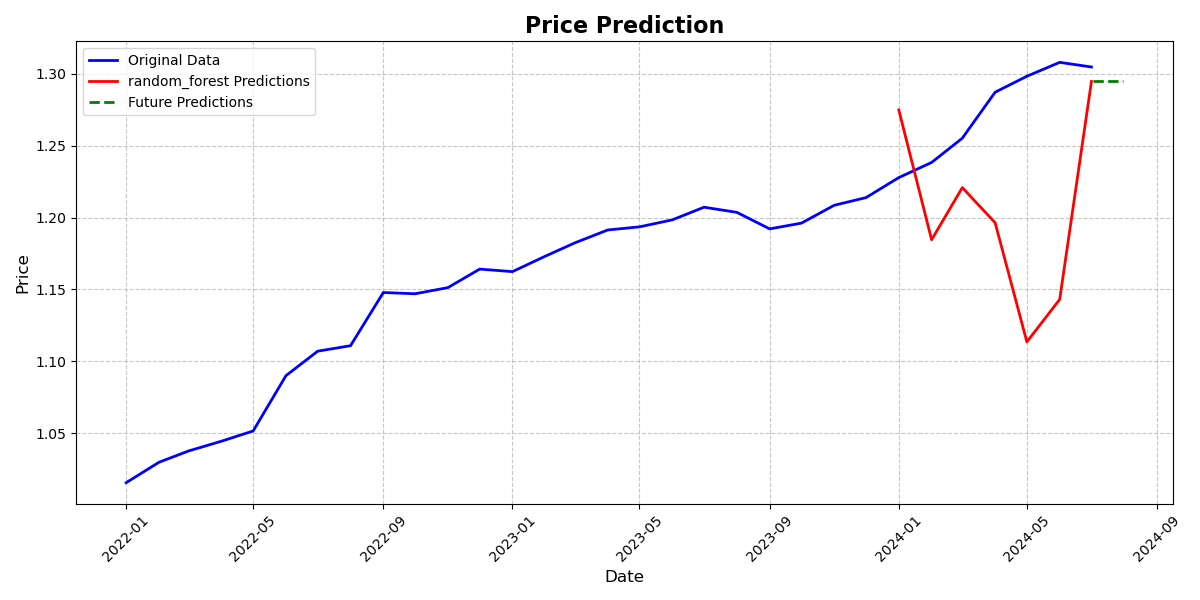 Price Prediction
Original Data
random_forest Predictions
Future Predictions
Price
1.30
1.25
1.20
1.15
1.10
1.05
2022-01
2022-05
2022-09
2023-01
2023-05
2023-09
2024-01
2024-05
2024-09
Date